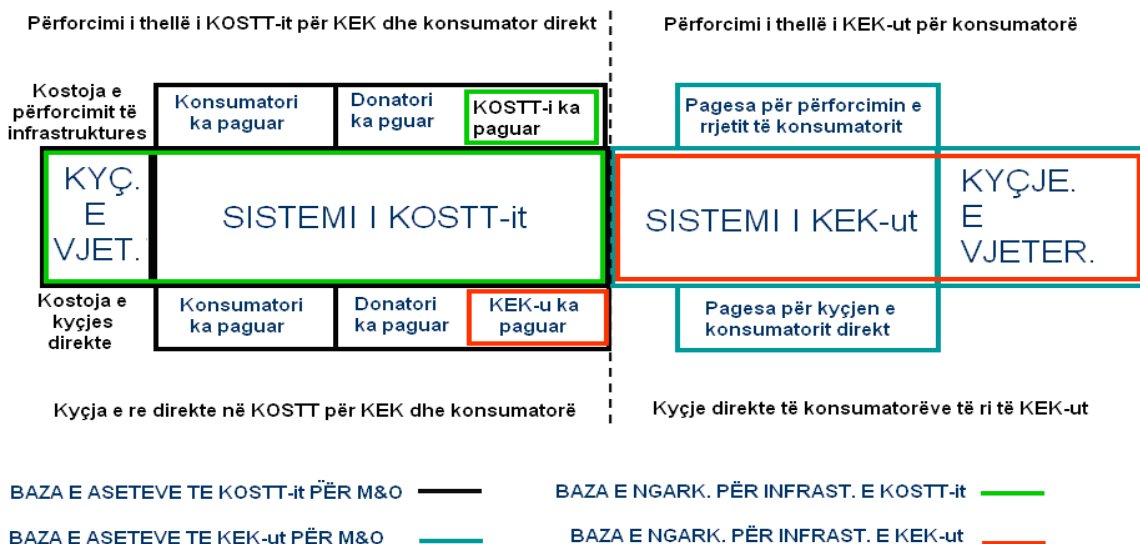 Përforcimi i thellë i KOSTT-it për KEK dhe konsumator direkt
Përforcimi i thellë i KEK-ut për konsumatorë
Kostoja e
përforcimit të
infrastruktures
Konsumatori
ka paguar
Donatori
ka pguar
KOSTT-i ka
paguar
Pagesa për përforcimin e
rrjetit të konsumatorit
KYÇ.
E
VJET.
SISTEMI I KOSTT-it
SISTEMI I KEK-ut
KYÇJE.
E
VJETER.
Kostoja e
kyçjes
direkte
Konsumatori
ka paguar
Donatori
ka paguar
KEK-u ka
paguar
Pagesa për kyçjen e
konsumatorit direkt
Kyçja e re direkte në KOSTT për KEK dhe konsumatorë
Kyçje direkte të konsumatorëve të ri të KEK-ut
BAZA E ASETEVE TE KOSTT-it PËR M&O
BAZA E NGARK. PËR INFRAST. E KOSTT-it
BAZA E ASETEVE TE KEK-ut PËR M&O
BAZA E NGARK. PËR INFRAST. E KEK-ut